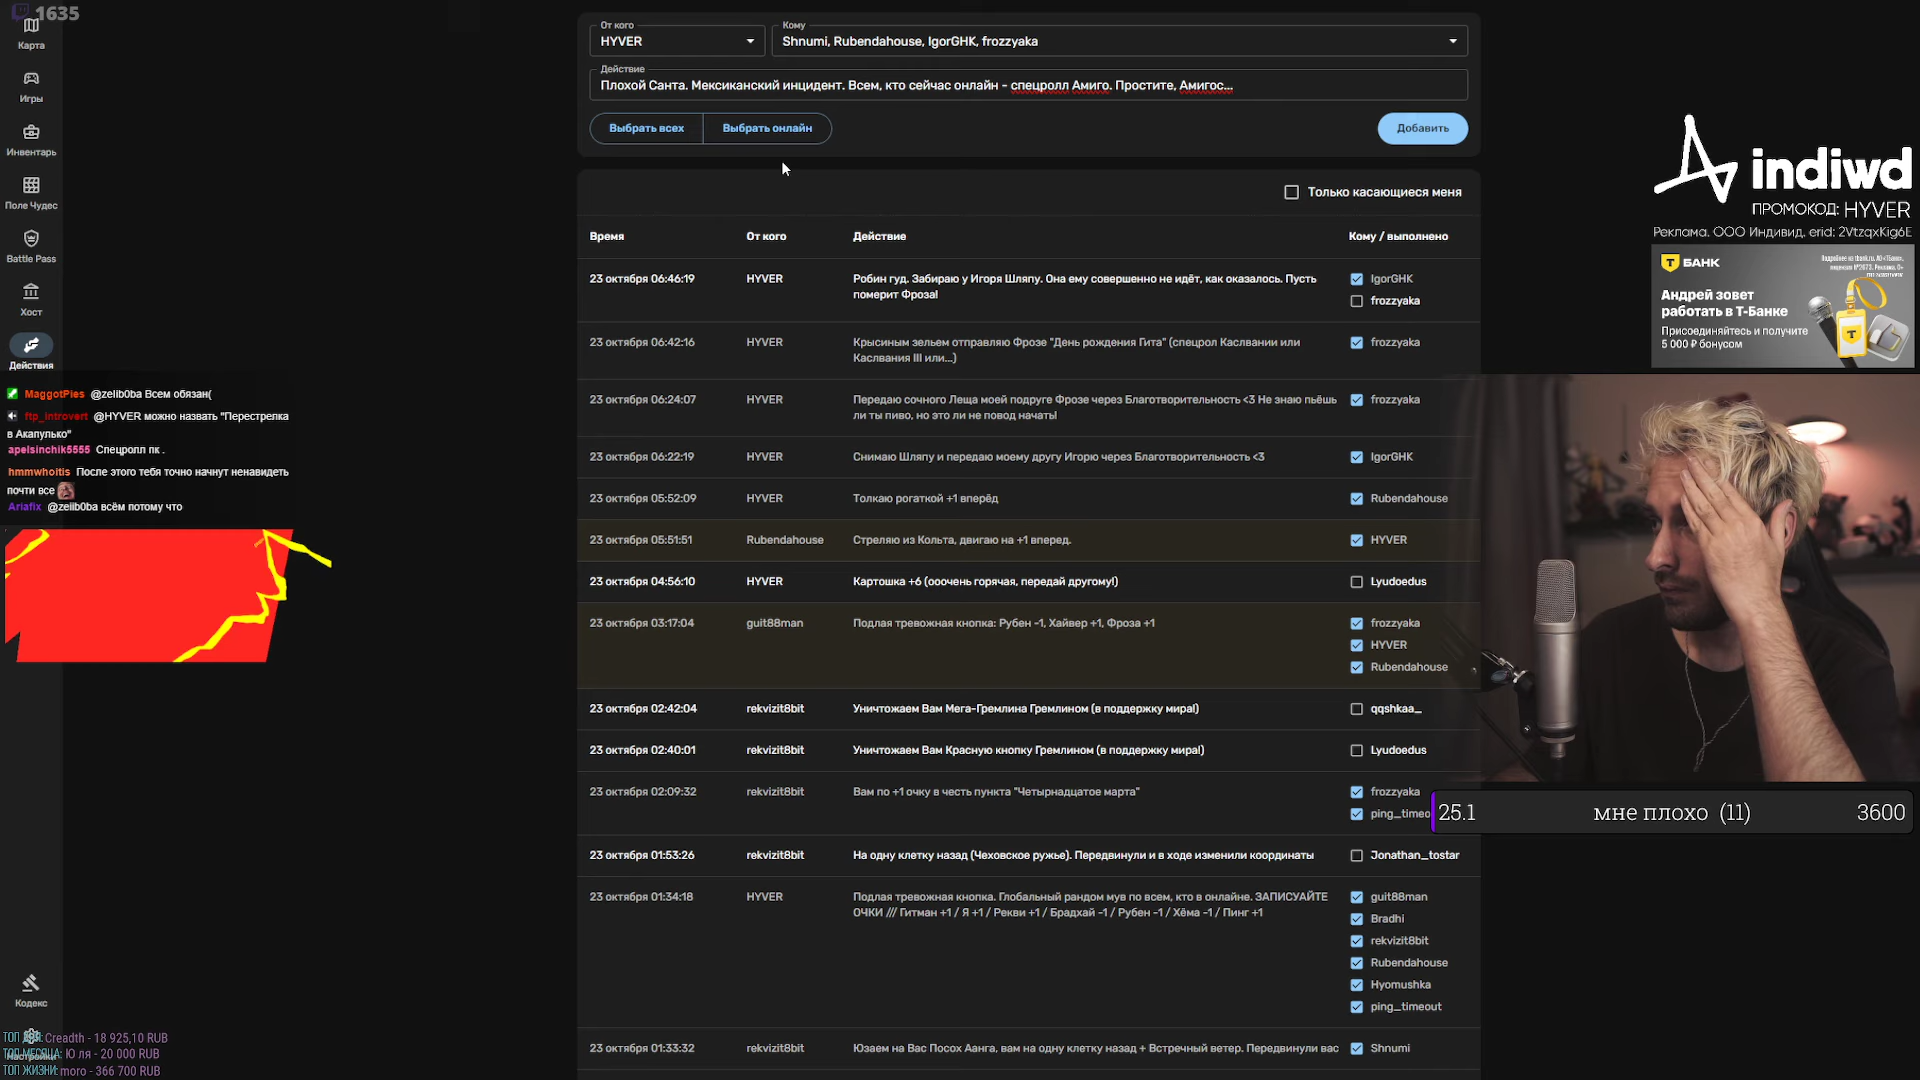 1635
Карта
Игры
Инвентарь
Поле Чудес
Battle Pass
Хост
Действия
MaggotPies @zelib0ba Всем обязан(
ftp_introvert @HYVER можно назвать "Перестрелка
в Акапулько"
apelsinchik5555 Спецролл пк .
hmmwhoitis После этого тебя точно начнут ненавидеть
почти все
Ariafix @zelib0ba всём потому что
Кодекс
Настройки
ТОП ДНЯ: Creadth - 18 925,10 RUB
ТОП МЕСЯЦА: Ю ля - 20 000 RUB
ТОП ЖИЗНИ: moro - 366 700 RUB
От кого
HYVER
Кому
Shnumi, Rubendahouse, IgorGHK, frozzyaka
Действие
Плохой Санта. Мексиканский инцидент. Всем, кто сейчас онлайн - спецролл Амиго. Простите, Амигос...
Выбрать всех
Выбрать онлайн
Добавить
Только касающиеся меня
Время От кого Действие Кому / выполнено
23 октября 06:46:19 HYVER Робин гуд. Забираю у Игоря Шляпу. Она ему совершенно не идёт, как оказалось. Пусть
померит Фроза!
IgorGHK
frozzyaka
23 октября 06:42:16 HYVER Крысиным зельем отправляю Фрозе "День рождения Гита" (спецрол Каслвании или
Каслвания III или...)
frozzyaka
23 октября 06:24:07 HYVER Передаю сочного Леща моей подруге Фрозе через Благотворительность <3 Не знаю пьёшь
ли ты пиво, но это ли не повод начать!
frozzyaka
23 октября 06:22:19 HYVER Снимаю Шляпу и передаю моему другу Игорю через Благотворительность <3 IgorGHK
23 октября 05:52:09 HYVER Толкаю рогаткой +1 вперёд Rubendahouse
23 октября 05:51:51 Rubendahouse Стреляю из Кольта, двигаю на +1 вперед. HYVER
23 октября 04:56:10 HYVER Картошка +6 (ооочень горячая, передай другому!) Lyudoedus
23 октября 03:17:04 guit88man Подлая тревожная кнопка: Рубен -1, Хайвер +1, Фроза +1 frozzyaka
HYVER
Rubendahouse
23 октября 02:42:04 rekvizit8bit Уничтожаем Вам Мега-Гремлина Гремлином (в поддержку мира!) qqshkaa_
23 октября 02:40:01 rekvizit8bit Уничтожаем Вам Красную кнопку Гремлином (в поддержку мира!) Lyudoedus
23 октября 02:09:32 rekvizit8bit Вам по +1 очку в честь пункта "Четырнадцатое марта" frozzyaka
ping_timeo
23 октября 01:53:26 rekvizit8bit На одну клетку назад (Чеховское ружье). Передвинули и в ходе изменили координаты Jonathan_tostar
23 октября 01:34:18 HYVER Подлая тревожная кнопка. Глобальный рандом мув по всем, кто в онлайне. ЗАПИСУАЙТЕ
ОЧКИ /// Гитман +1 / Я +1 / Рекви +1 / Брадхай -1 / Рубен -1 / Хёма -1 / Пинг +1
guit88man
Bradhi
rekvizit8bit
Rubendahouse
Hyomushka
ping_timeout
23 октября 01:33:32 rekvizit8bit Юзаем на Вас Посох Аанга, вам на одну клетку назад + Встречный ветер. Передвинули вас Shnumi
indiwd
ПРОМОКОД: HYVER
Реклама. ООО Индивид. erid: 2VtzqxKig6E
Т БАНК
Андрей зовет
работать в Т-Банке
Присоединяйтесь и получите
5 000 ₽ бонусом
25.1 мне плохо (11) 3600